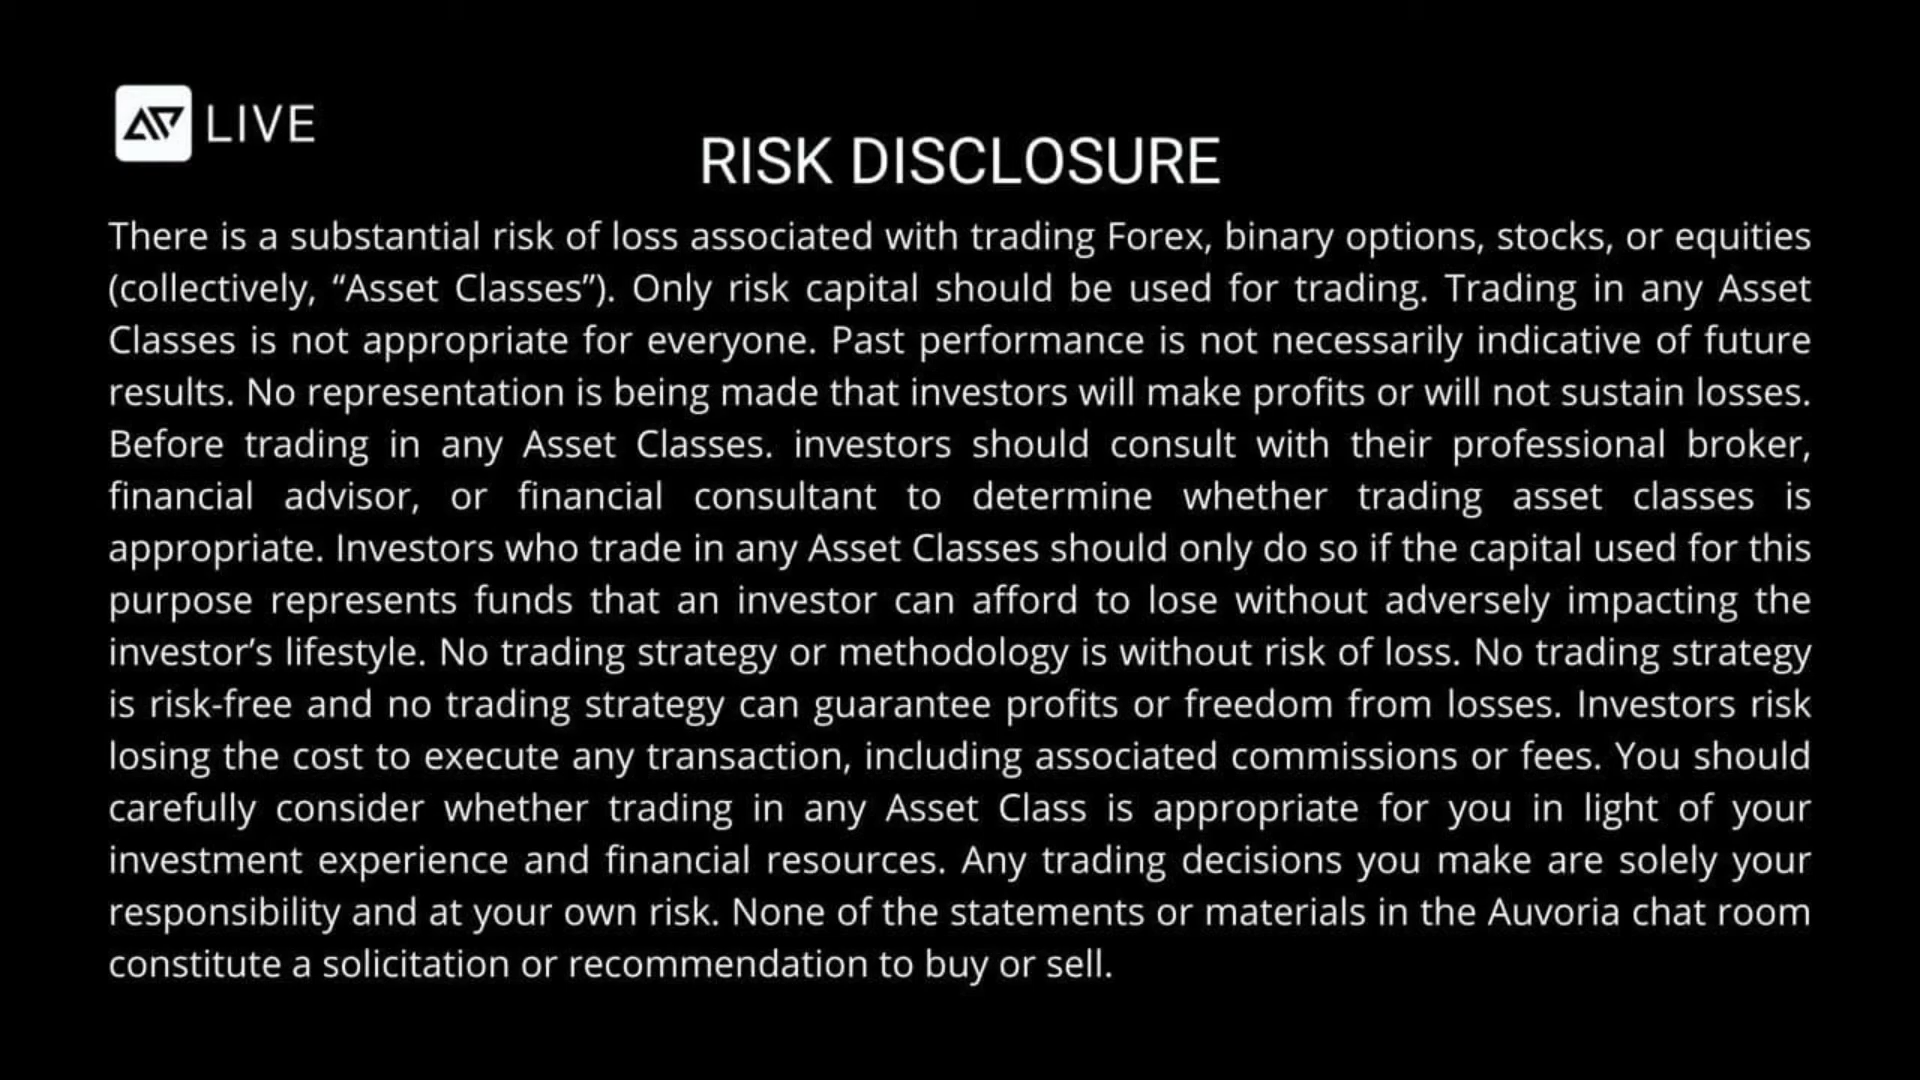 LIVE
RISK DISCLOSURE
There is a substantial risk of loss associated with trading Forex, binary options, stocks, or equities
(collectively, “Asset Classes”). Only risk capital should be used for trading. Trading in any Asset
Classes is not appropriate for everyone. Past performance is not necessarily indicative of future
results. No representation is being made that investors will make profits or will not sustain losses.
Before trading in any Asset Classes. investors should consult with their professional broker,
financial advisor, or financial consultant to determine whether trading asset classes is
appropriate. Investors who trade in any Asset Classes should only do so if the capital used for this
purpose represents funds that an investor can afford to lose without adversely impacting the
investor’s lifestyle. No trading strategy or methodology is without risk of loss. No trading strategy
is risk-free and no trading strategy can guarantee profits or freedom from losses. Investors risk
losing the cost to execute any transaction, including associated commissions or fees. You should
carefully consider whether trading in any Asset Class is appropriate for you in light of your
investment experience and financial resources. Any trading decisions you make are solely your
responsibility and at your own risk. None of the statements or materials in the Auvoria chat room
constitute a solicitation or recommendation to buy or sell.